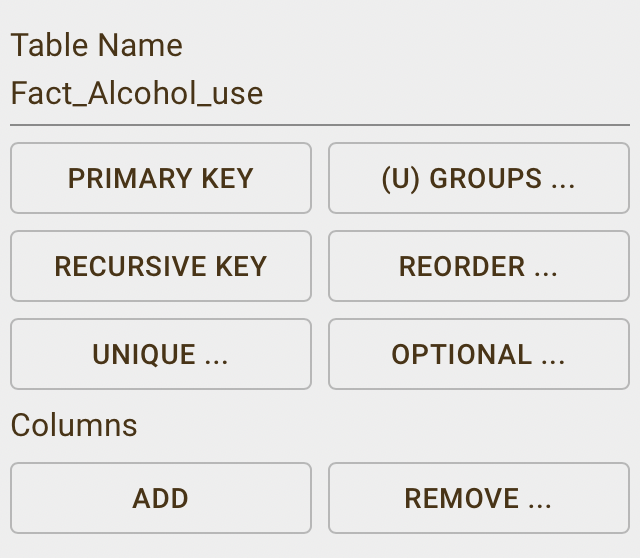 Table Name
Fact_Alcohol_use
PRIMARY KEY
(U) GROUPS ...
RECURSIVE KEY
REORDER ...
UNIQUE ...
OPTIONAL ...
Columns
ADD
REMOVE ...